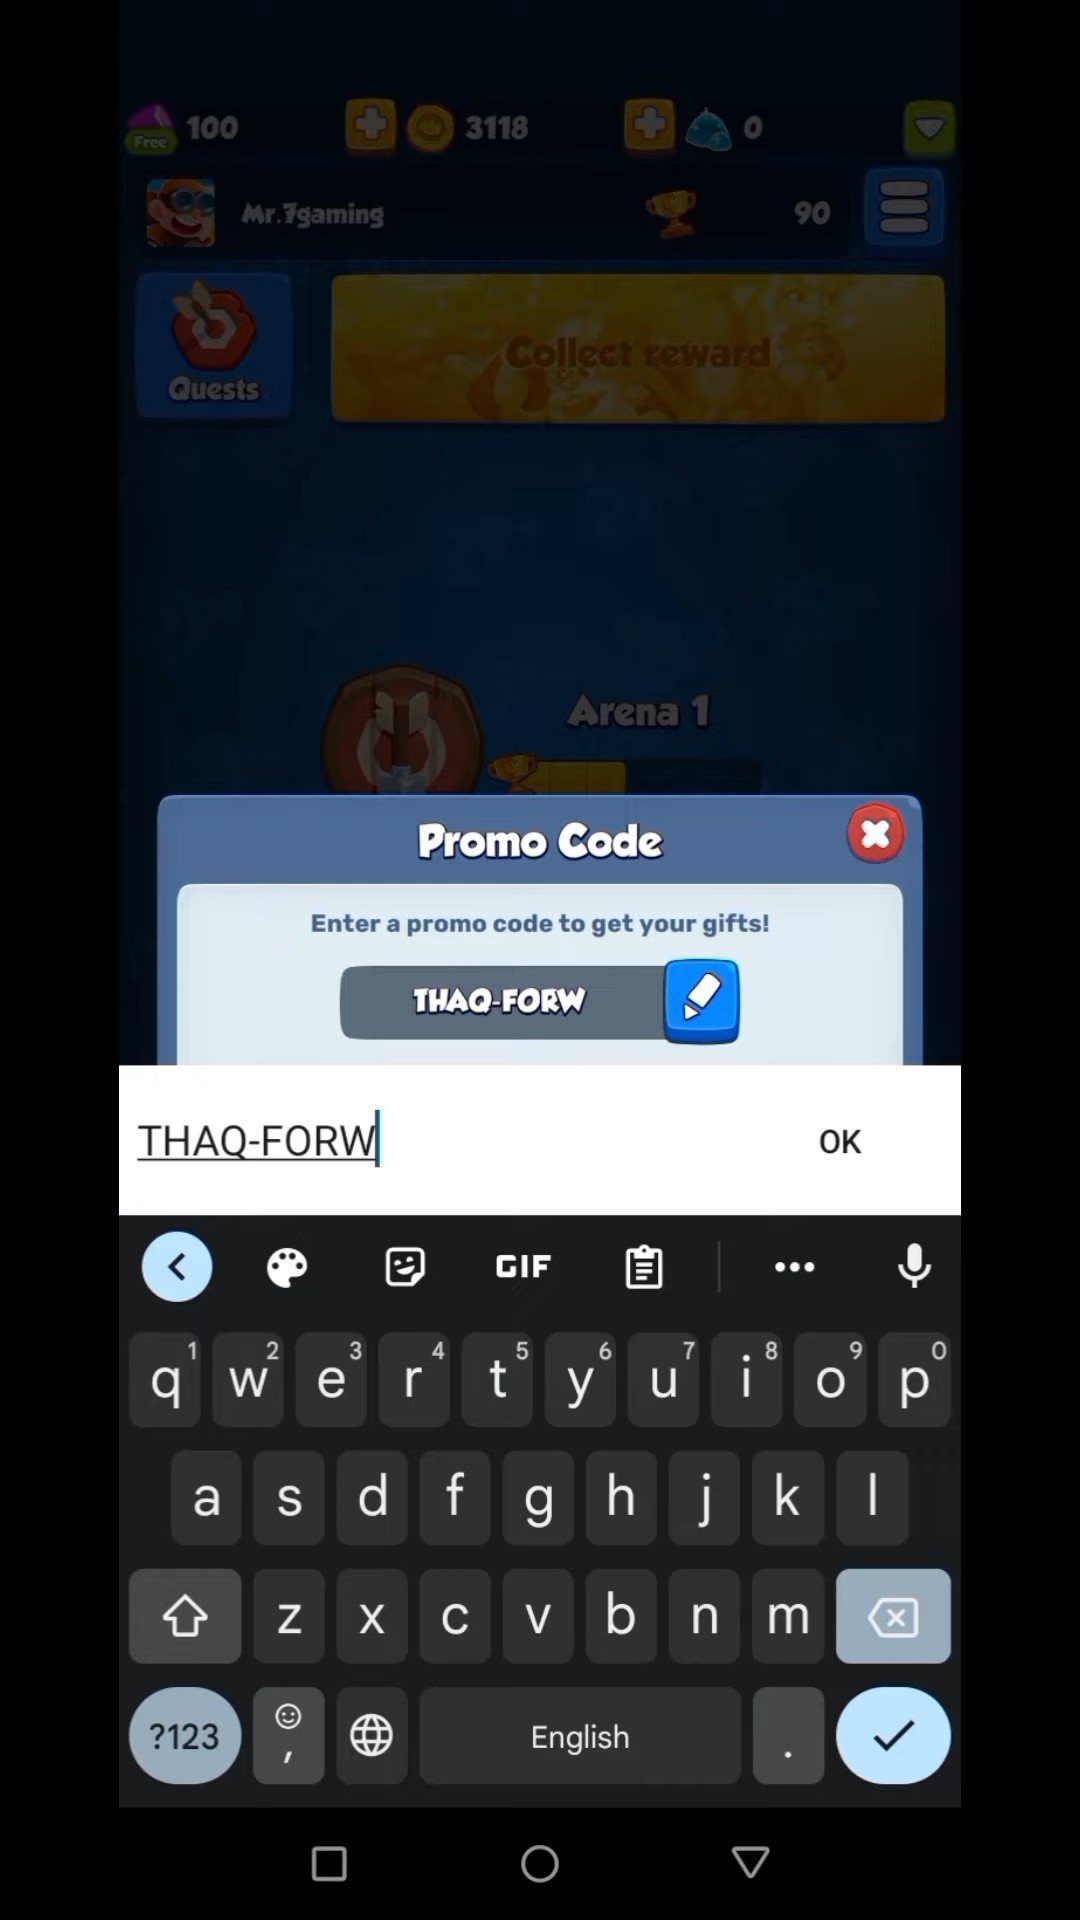 Free 100 3118 0
Mr.7gaming 90
Quests
Collect reward
Arena 1
Promo Code
Enter a promo code to get your gifts!
THAQ-FORW
THAQ-FORW OK
GIF
q1 w2 e3 r4 t5 y6 u7 i8 o9 p0
a s d f g h j k l
z x c v b n m
?123 , English .